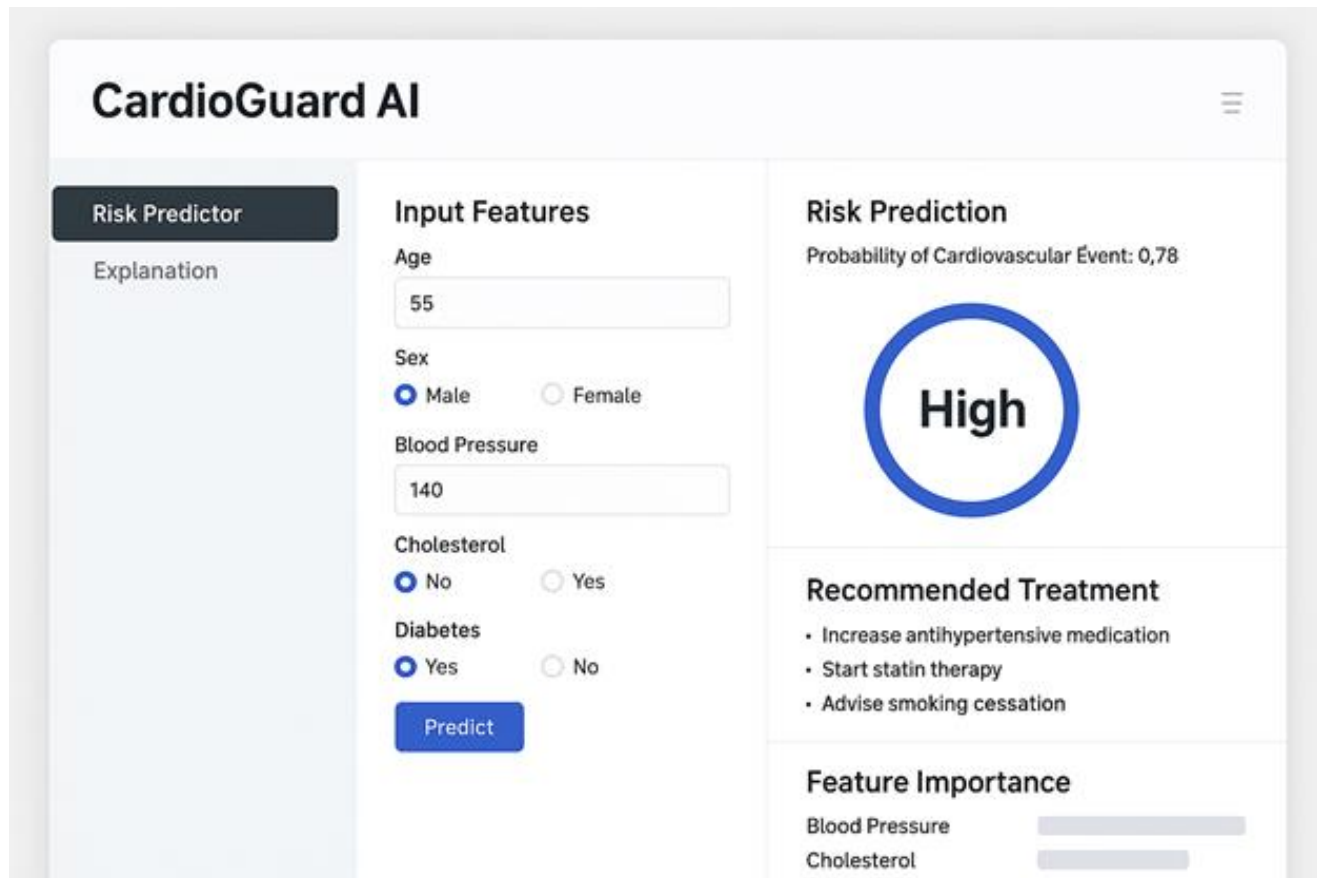 CardioGuard AI
Risk Predictor
Explanation
Input Features
Age
55
Sex
Male Female
Blood Pressure
140
Cholesterol
No Yes
Diabetes
Yes No
Predict
Risk Prediction
Probability of Cardiovascular Event: 0,78
High
Recommended Treatment
• Increase antihypertensive medication
• Start statin therapy
• Advise smoking cessation
Feature Importance
Blood Pressure
Cholesterol